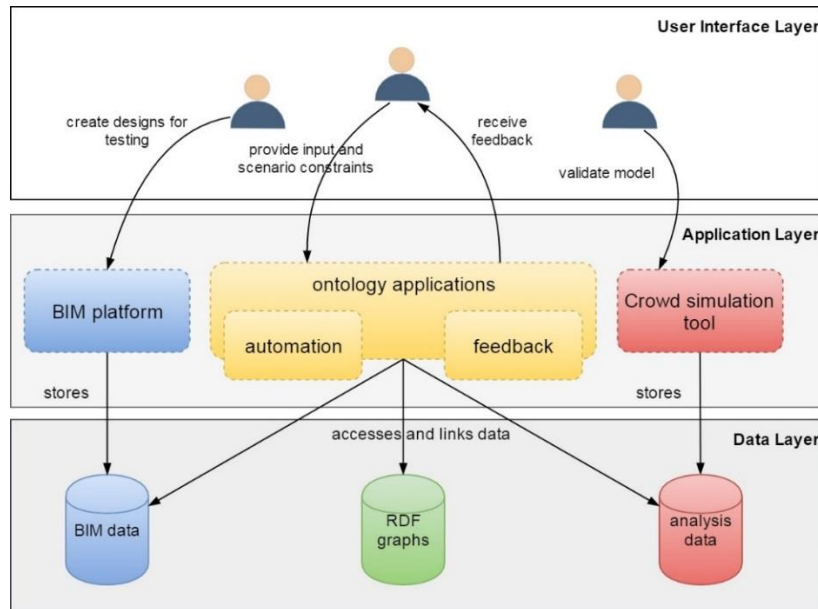 User Interface Layer
create designs for
testing
provide input and
scenario constraints
receive
feedback
validate model
Application Layer
BIM platform
ontology applications
automation
feedback
Crowd simulation
tool
stores
stores
accesses and links data
Data Layer
BIM data
RDF
graphs
analysis
data